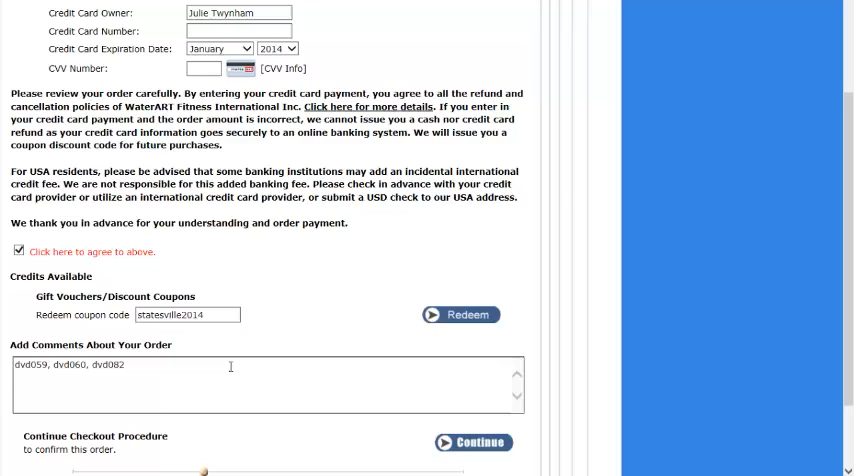 Credit Card Owner: Julie Twynham
Credit Card Number:
Credit Card Expiration Date: January 2014
CVV Number: [CVV Info]
Please review your order carefully. By entering your credit card payment, you agree to all the refund and
cancellation policies of WaterART Fitness International Inc. Click here for more details. If you enter in
your credit card payment and the order amount is incorrect, we cannot issue you a cash nor credit card
refund as your credit card information goes securely to an online banking system. We will issue you a
coupon discount code for future purchases.
For USA residents, please be advised that some banking institutions may add an incidental international
credit fee. We are not responsible for this added banking fee. Please check in advance with your credit
card provider or utilize an international credit card provider, or submit a USD check to our USA address.
We thank you in advance for your understanding and order payment.
Click here to agree to above.
Credits Available
Gift Vouchers/Discount Coupons
Redeem coupon code statesville2014 Redeem
Add Comments About Your Order
dvd059, dvd060, dvd082
Continue Checkout Procedure
to confirm this order. Continue